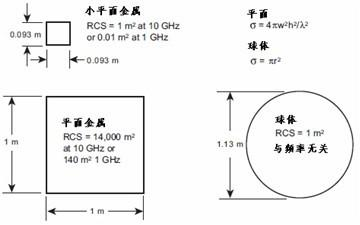 小平面金属
RCS = 1 m² at 10 GHz
or 0.01 m² at 1 GHz
0.093 m
0.093 m
平面
σ = 4πw²h²/λ²
球体
σ = πr²
平面金属
RCS = 14,000 m²
at 10 GHz or
140 m² 1 GHz
1 m
1 m
球体
RCS = 1 m²
与频率无关
1.13 m